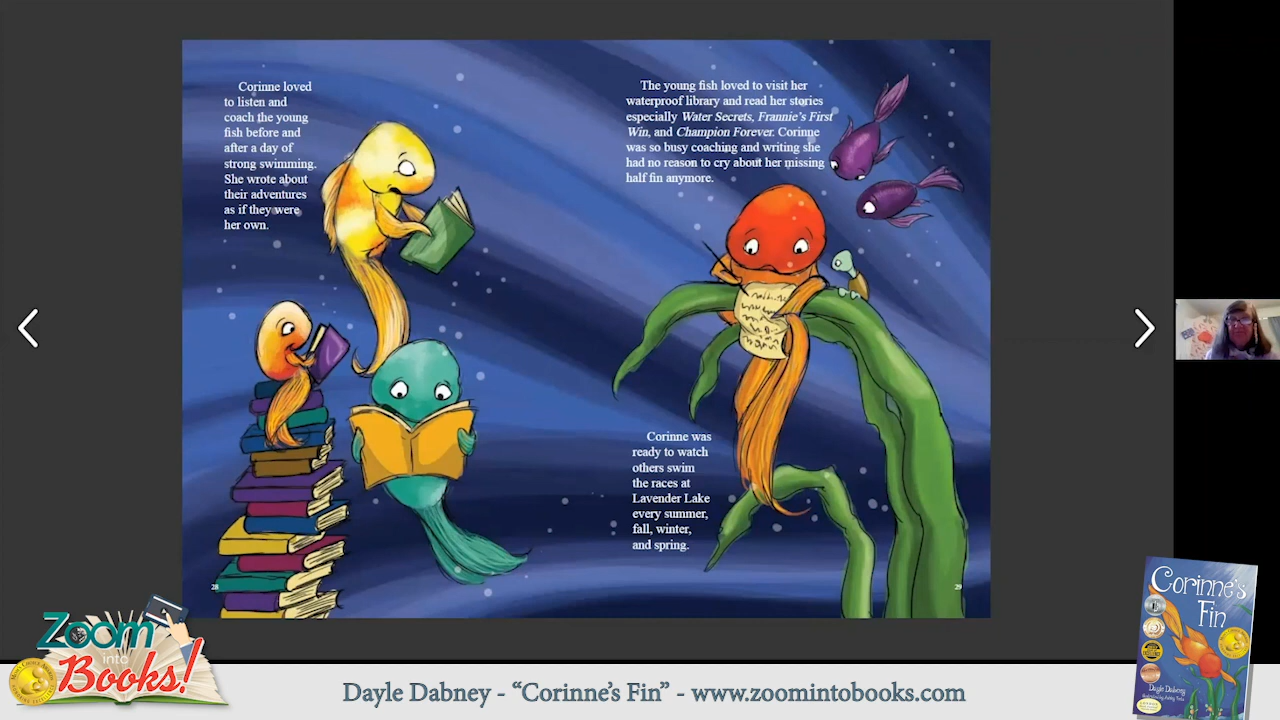 Corinne loved
to listen and
coach the young
fish before and
after a day of
strong swimming.
She wrote about
their adventures
as if they were
her own.
The young fish loved to visit her
waterproof library and read her stories
especially Water Secrets, Frannie's First
Win, and Champion Forever. Corinne
was so busy coaching and writing she
had no reason to cry about her missing
half fin anymore.
Corinne was
ready to watch
others swim
the races at
Lavender Lake
every summer,
fall, winter,
and spring.
28
29
Zoom
into
Books!
Dayle Dabney - “Corinne’s Fin” - www.zoomintobooks.com
Corinne's
Fin
Dayle Dabney